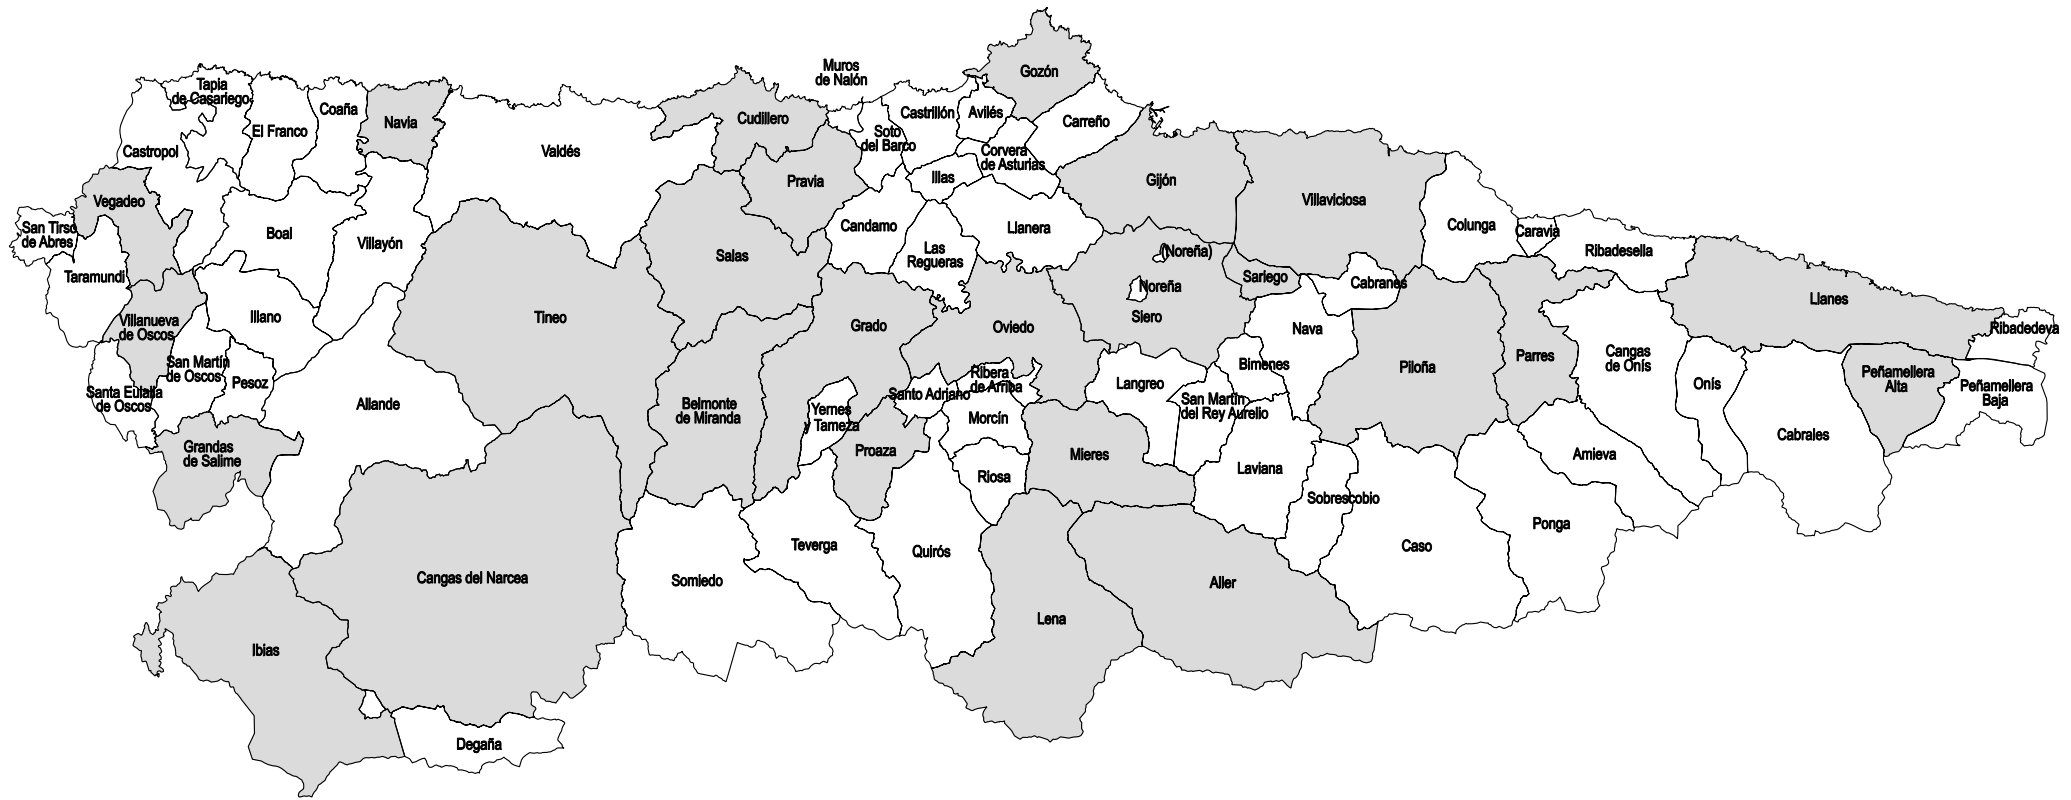 Muros
de Nalón
Gozón
Tapia
de Casariego
Coaña
Navia
El Franco
Castropol
Valdés
Cudillero
Soto
del Barco
Castrillón
Avilés
Carreño
Corvera
de Asturias
Illas
Pravia
Gijón
Villaviciosa
Vegadeo
San Tirso
de Abres
Taramundi
Boal
Villayón
Salas
Candamo
Las
Regueras
Llanera
(Noreña)
Noreña
Siero
Sariego
Cabranes
Colunga
Caravia
Ribadesella
Llanes
Ribadedeva
Villanueva
de Oscos
Illano
Tineo
Grado
Oviedo
Nava
Piloña
Parres
Cangas
de Onís
Onís
Peñamellera
Alta
Peñamellera
Baja
San Martín
de Oscos
Pesoz
Santa Eulalia
de Oscos
Allande
Belmonte
de Miranda
Yernes
y Tameza
Santo Adriano
Ribera
de Arriba
Morcín
Langreo
Bimenes
San Martín
del Rey Aurelio
Cabrales
Grandas
de Salime
Proaza
Riosa
Mieres
Laviana
Sobrescobio
Amieva
Ponga
Caso
Cangas del Narcea
Somiedo
Teverga
Quirós
Lena
Aller
Ibias
Degaña